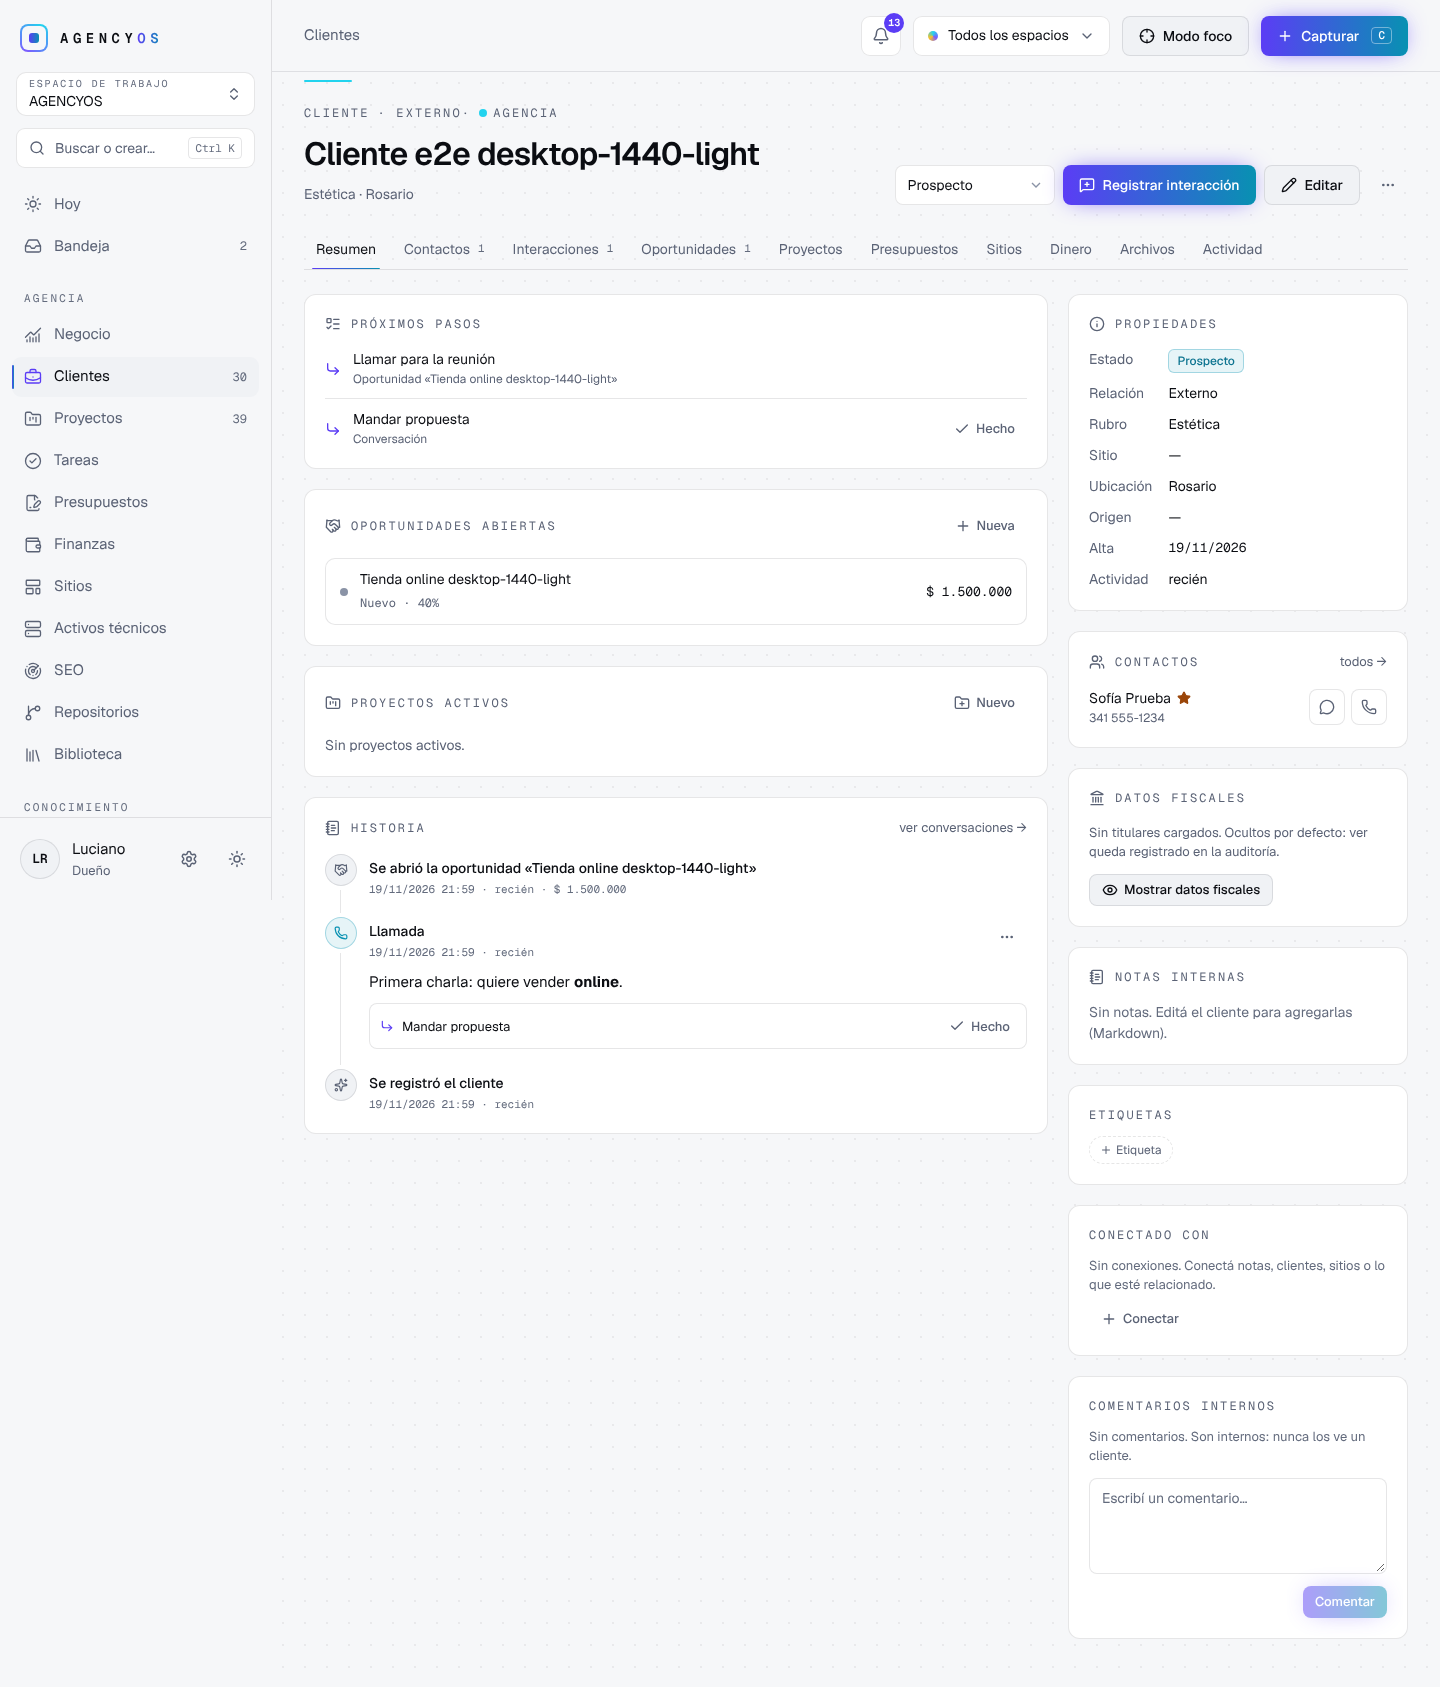 AGENCYOS
ESPACIO DE TRABAJO
AGENCYOS
Buscar o crear… Ctrl K
Hoy
Bandeja 2
AGENCIA
Negocio
Clientes 30
Proyectos 39
Tareas
Presupuestos
Finanzas
Sitios
Activos técnicos
SEO
Repositorios
Biblioteca
CONOCIMIENTO
LR
Luciano
Dueño
Clientes
13
Todos los espacios
Modo foco
Capturar C
CLIENTE · EXTERNO· AGENCIA
Cliente e2e desktop-1440-light
Estética · Rosario
Prospecto
Registrar interacción
Editar
Resumen Contactos 1 Interacciones 1 Oportunidades 1 Proyectos Presupuestos Sitios Dinero Archivos Actividad
PRÓXIMOS PASOS
Llamar para la reunión
Oportunidad «Tienda online desktop-1440-light»
Mandar propuesta
Conversación
Hecho
OPORTUNIDADES ABIERTAS
Nueva
Tienda online desktop-1440-light
Nuevo · 40%
$ 1.500.000
PROYECTOS ACTIVOS
Nuevo
Sin proyectos activos.
HISTORIA
ver conversaciones →
Se abrió la oportunidad «Tienda online desktop-1440-light»
19/11/2026 21:59 · recién · $ 1.500.000
Llamada
19/11/2026 21:59 · recién
Primera charla: quiere vender online.
Mandar propuesta
Hecho
Se registró el cliente
19/11/2026 21:59 · recién
PROPIEDADES
Estado Prospecto
Relación Externo
Rubro Estética
Sitio —
Ubicación Rosario
Origen —
Alta 19/11/2026
Actividad recién
CONTACTOS
todos →
Sofía Prueba
341 555-1234
DATOS FISCALES
Sin titulares cargados. Ocultos por defecto: ver
queda registrado en la auditoría.
Mostrar datos fiscales
NOTAS INTERNAS
Sin notas. Editá el cliente para agregarlas
(Markdown).
ETIQUETAS
+ Etiqueta
CONECTADO CON
Sin conexiones. Conectá notas, clientes, sitios o lo
que esté relacionado.
Conectar
COMENTARIOS INTERNOS
Sin comentarios. Son internos: nunca los ve un
cliente.
Escribí un comentario…
Comentar